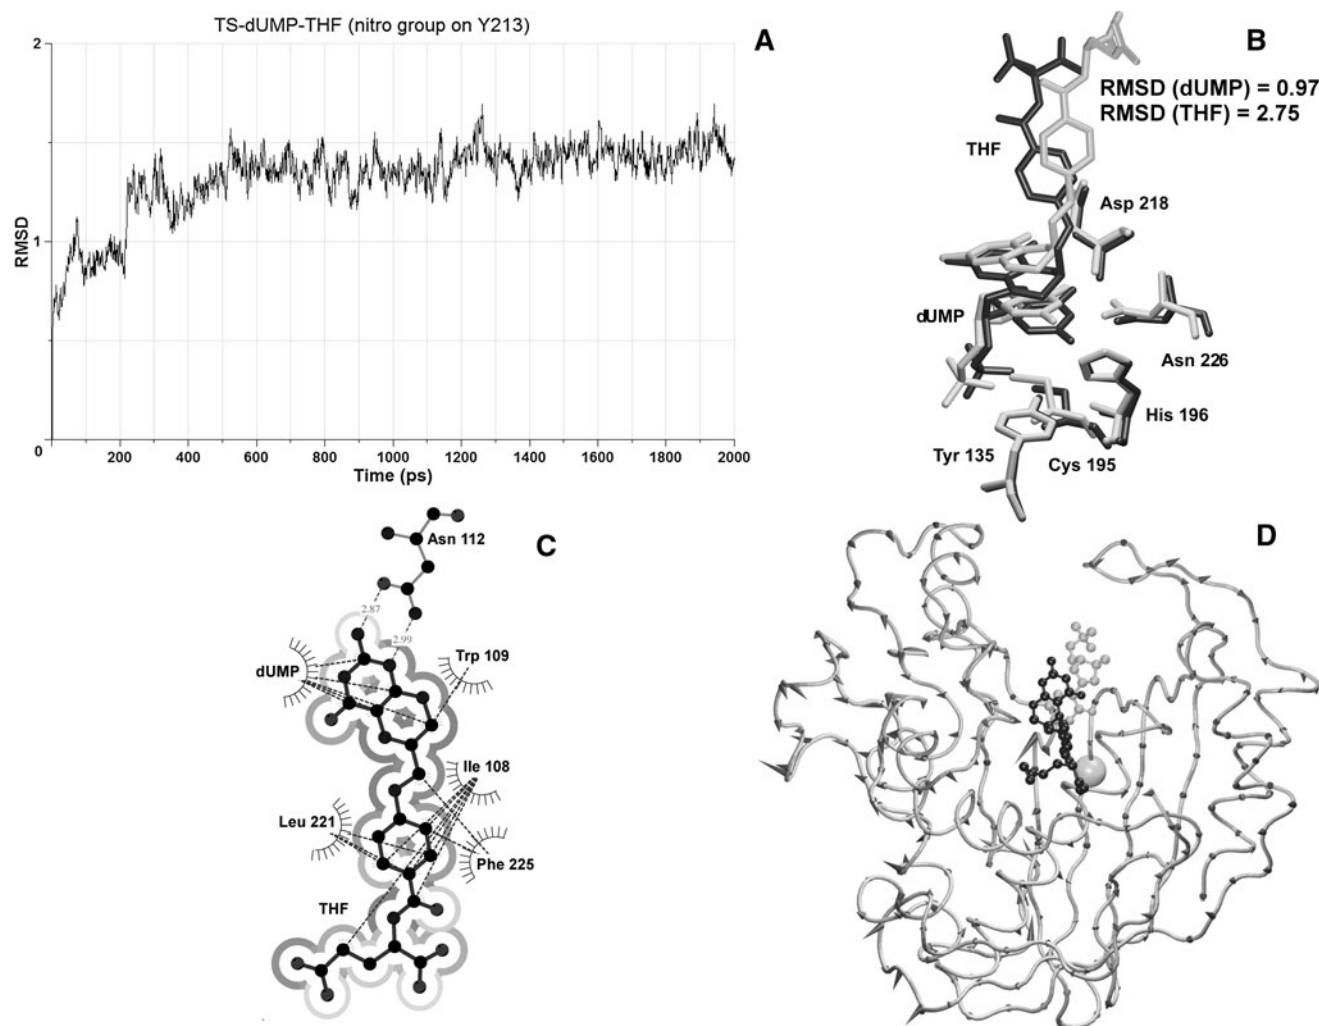 TS-dUMP-THF (nitro group on Y213)
A
2
1
0
RMSD
200 400 600 800 1000 1200 1400 1600 1800 2000
Time (ps)
B
RMSD (dUMP) = 0.97
RMSD (THF) = 2.75
THF
Asp 218
dUMP
Asn 226
His 196
Tyr 135
Cys 195
C
Asn 112
2.87
2.99
dUMP
Trp 109
Ile 108
Leu 221
Phe 225
THF
D